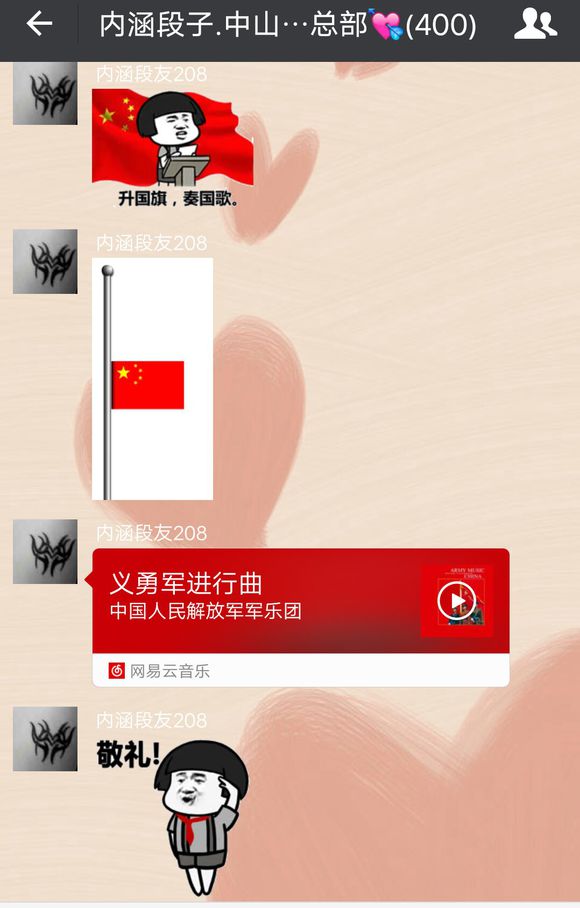 内涵段子.中山…总部💘(400)
内涵段友208
升国旗，奏国歌。
内涵段友208
内涵段友208
义勇军进行曲
中国人民解放军军乐团
ARMY MUSIC
CHINA
网易云音乐
内涵段友208
敬礼!